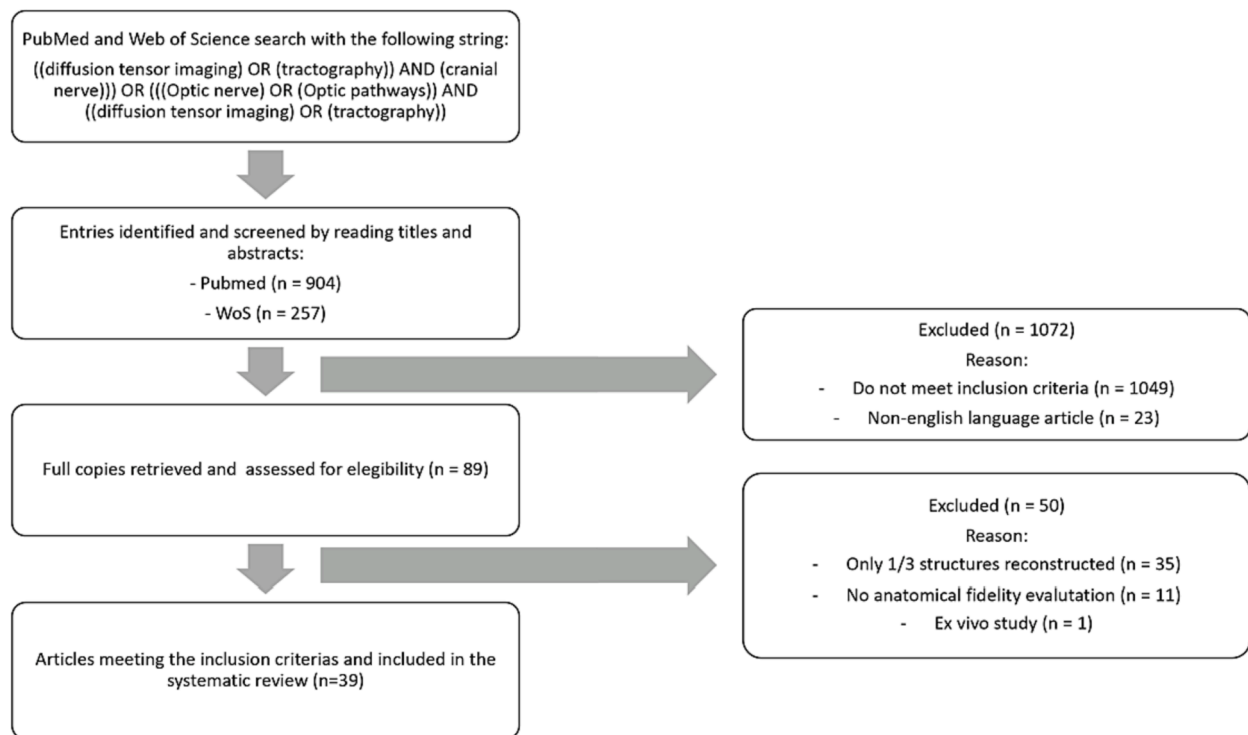 PubMed and Web of Science search with the following string:
((diffusion tensor imaging) OR (tractography)) AND (cranial
nerve))) OR (((Optic nerve) OR (Optic pathways)) AND
((diffusion tensor imaging) OR (tractography))
Entries identified and screened by reading titles and
abstracts:
- Pubmed (n = 904)
- WoS (n = 257)
Excluded (n = 1072)
Reason:
- Do not meet inclusion criteria (n = 1049)
- Non-english language article (n = 23)
Full copies retrieved and assessed for elegibility (n = 89)
Excluded (n = 50)
Reason:
- Only 1/3 structures reconstructed (n = 35)
- No anatomical fidelity evalutation (n = 11)
- Ex vivo study (n = 1)
Articles meeting the inclusion criterias and included in the
systematic review (n=39)